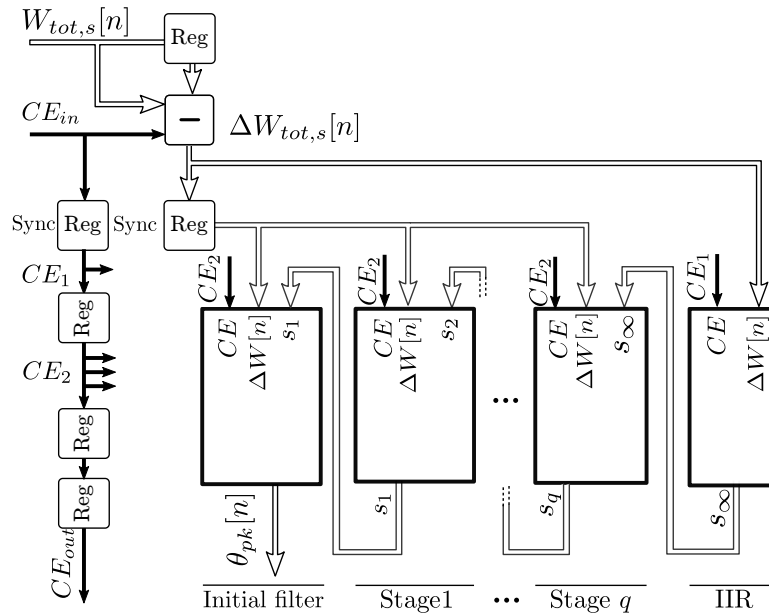 W_{tot,s}[n]
Reg
CE_{in}
−
ΔW_{tot,s}[n]
Sync
Reg
Sync
Reg
CE_1
Reg
CE_2
Reg
Reg
CE_{out}
CE_2
CE
ΔW[n]
s_1
θ_{pk}[n]
Initial filter
CE_2
CE
ΔW[n]
s_2
s_1
Stage1
...
...
CE_2
CE
ΔW[n]
s_∞
s_q
Stage q
CE_1
CE
ΔW[n]
s_∞
IIR